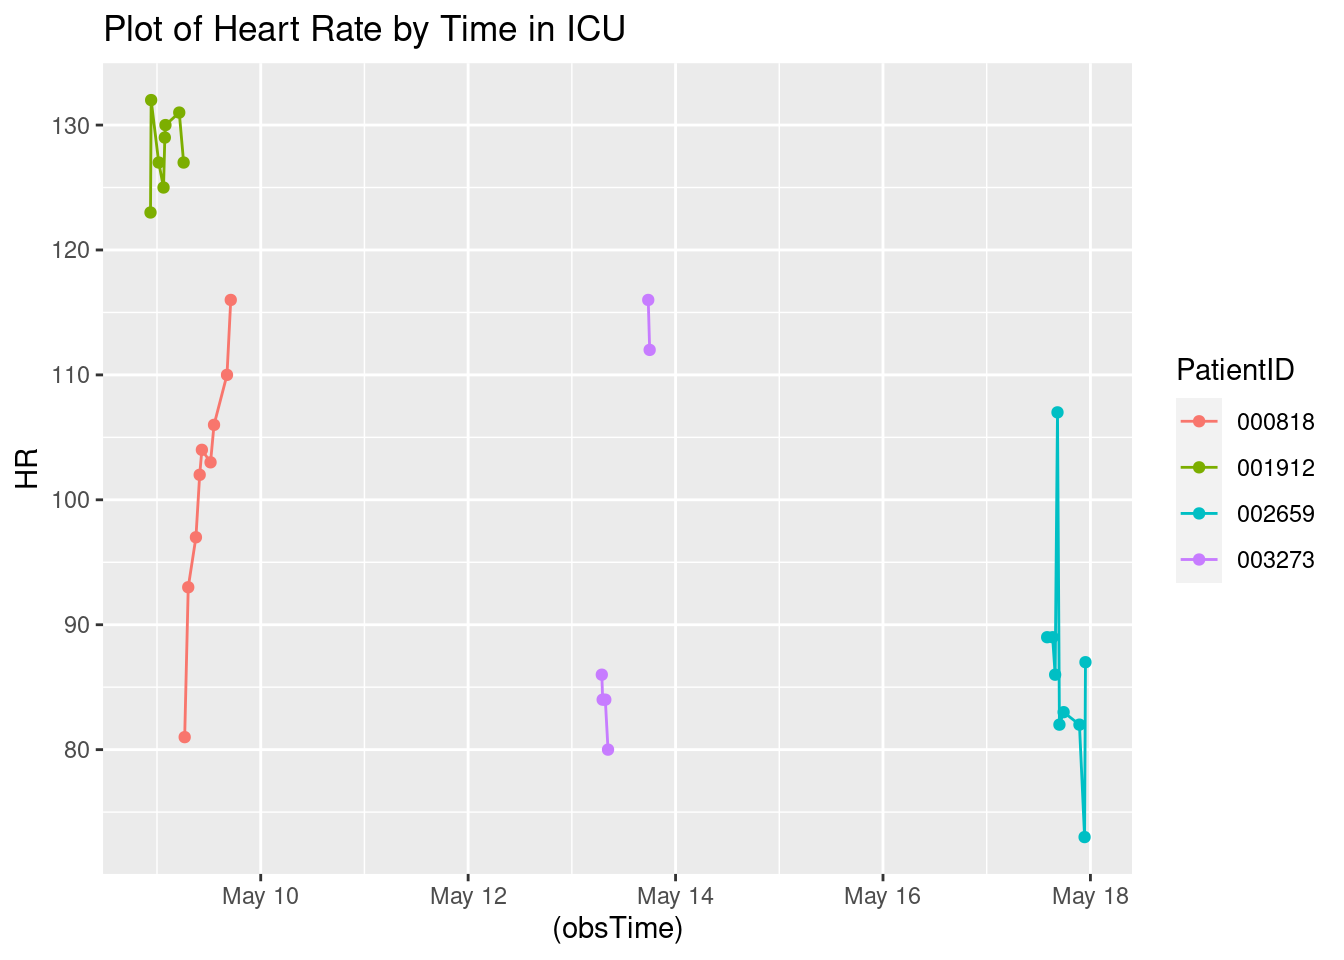 Plot of Heart Rate by Time in ICU
130
120
110
100
90
80
HR
May 10
May 12
May 14
May 16
May 18
(obsTime)
PatientID
000818
001912
002659
003273